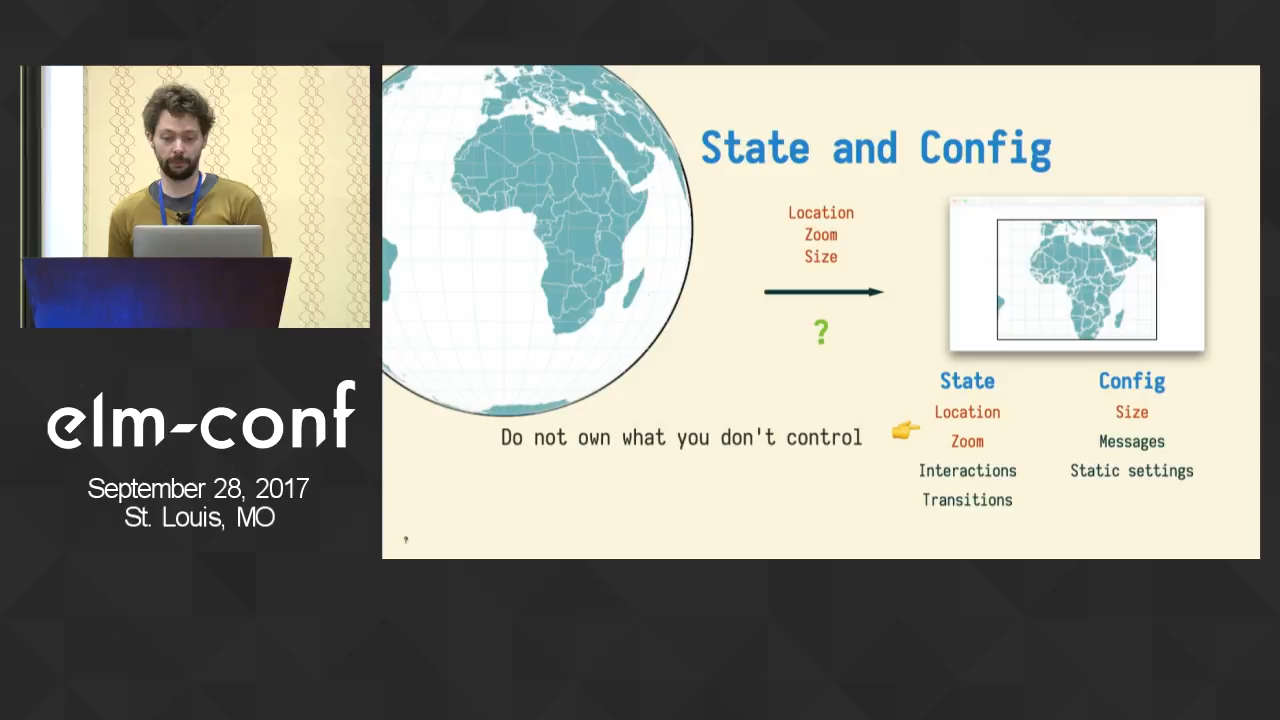 elm-conf
September 28, 2017
St. Louis, MO
State and Config
Location
Zoom
Size
?
Do not own what you don't control
State
Location
Zoom
Interactions
Transitions
Config
Size
Messages
Static settings